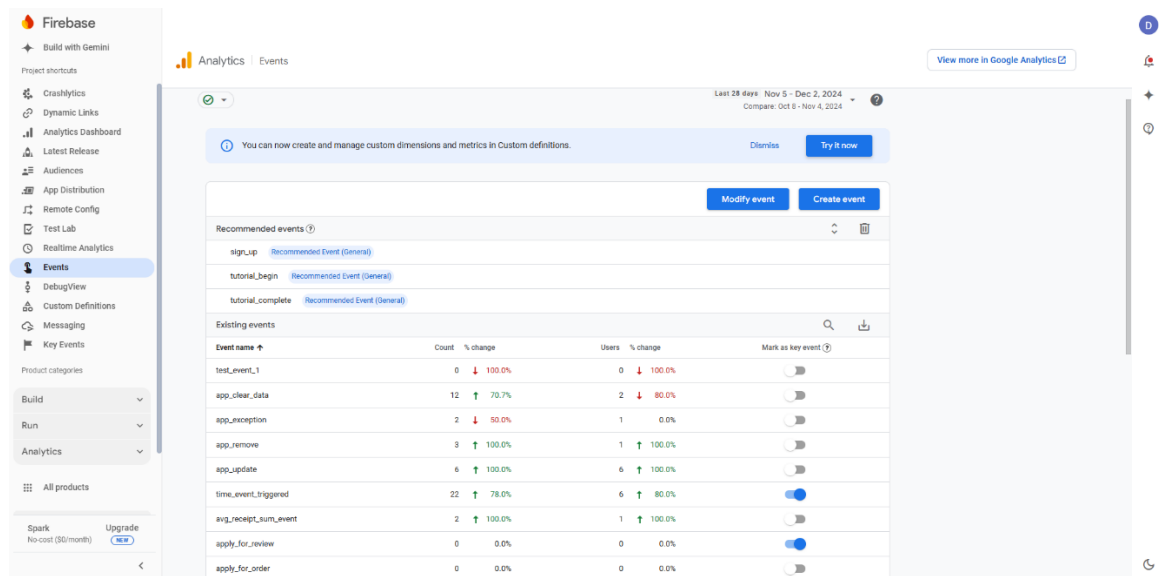 Firebase
D
Build with Gemini
Project shortcuts
Analytics Events
View more in Google Analytics
Crashlytics
Dynamic Links
Analytics Dashboard
Latest Release
Audiences
App Distribution
Remote Config
Test Lab
Realtime Analytics
Events
DebugView
Custom Definitions
Messaging
Key Events
Product categories
Build
Run
Analytics
All products
Spark
No-cost ($0/month)
Upgrade
NEW
Last 28 days Nov 5 - Dec 2, 2024
Compare: Oct 8 - Nov 4, 2024
You can now create and manage custom dimensions and metrics in Custom definitions.
Dismiss
Try it now
Modify event
Create event
Recommended events
sign_up Recommended Event (General)
tutorial_begin Recommended Event (General)
tutorial_complete Recommended Event (General)
Existing events
Event name ↑ Count % change Users % change Mark as key event
test_event_1 0 ↓ 100.0% 0 ↓ 100.0%
app_clear_data 12 ↑ 70.7% 2 ↓ 80.0%
app_exception 2 ↓ 50.0% 1 0.0%
app_remove 3 ↑ 100.0% 1 ↑ 100.0%
app_update 6 ↑ 100.0% 6 ↑ 100.0%
time_event_triggered 22 ↑ 78.0% 6 ↑ 80.0%
avg_receipt_sum_event 2 ↑ 100.0% 1 ↑ 100.0%
apply_for_review 0 0.0% 0 0.0%
apply_for_order 0 0.0% 0 0.0%